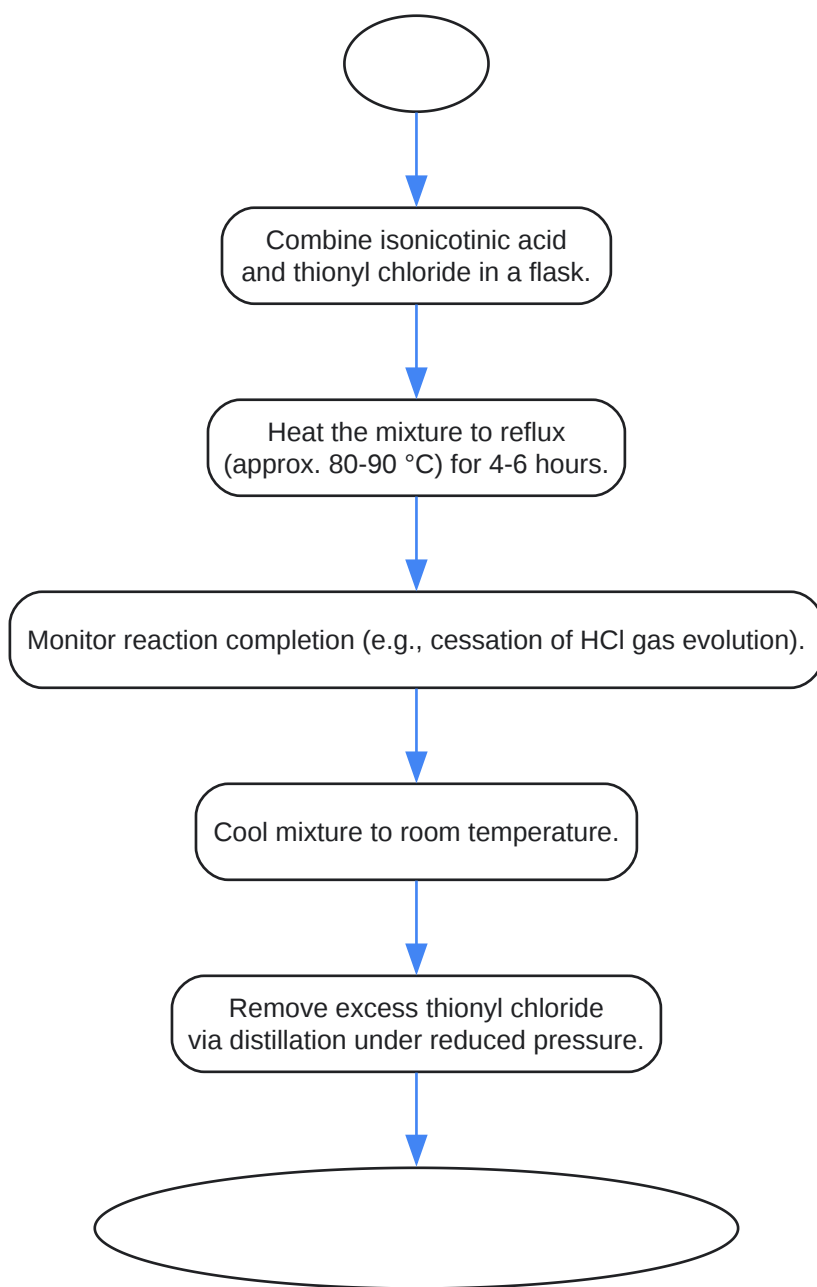 Combine isonicotinic acid
and thionyl chloride in a flask.
Heat the mixture to reflux
(approx. 80-90 °C) for 4-6 hours.
Monitor reaction completion (e.g., cessation of HCl gas evolution).
Cool mixture to room temperature.
Remove excess thionyl chloride
via distillation under reduced pressure.